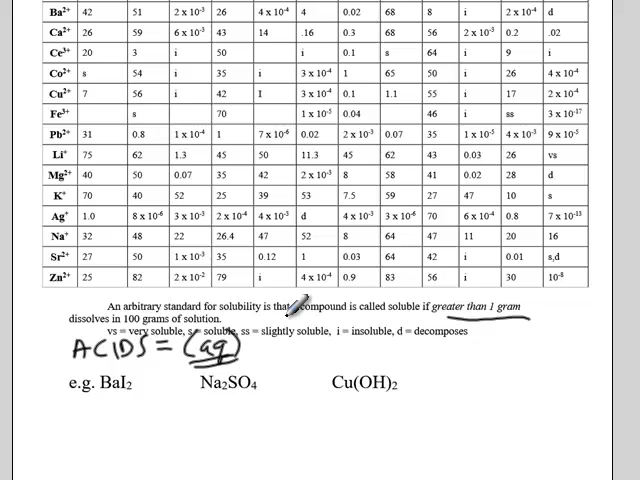 Ba2+ 42 51 2 x 10-3 26 4 x 10-4 4 0.02 68 8 i 2 x 10-4 d
Ca2+ 26 59 6 x 10-3 43 14 .16 0.3 68 56 2 x 10-3 0.2 .02
Ce3+ 20 3 i 50 i 0.1 s 64 i 9 i
Co2+ s 54 i 35 i 3 x 10-4 1 65 50 i 26 4 x 10-4
Cu2+ 7 56 i 42 I 3 x 10-4 0.1 1.1 55 i 17 2 x 10-4
Fe3+ s 70 1 x 10-5 0.04 46 i ss 3 x 10-17
Pb2+ 31 0.8 1 x 10-4 1 7 x 10-6 0.02 2 x 10-3 0.07 35 1 x 10-5 4 x 10-3 9 x 10-5
Li+ 75 62 1.3 45 50 11.3 45 62 43 0.03 26 vs
Mg2+ 40 50 0.07 35 42 2 x 10-5 8 58 41 0.02 28 d
K+ 70 40 52 25 39 53 7.5 59 27 47 10 s
Ag+ 1.0 8 x 10-6 3 x 10-3 2 x 10-4 4 x 10-3 d 4 x 10-3 3 x 10-6 70 6 x 10-4 0.8 7 x 10-13
Na+ 32 48 22 26.4 47 52 8 64 47 11 20 16
Sr2+ 27 50 1 x 10-3 35 0.12 1 0.03 64 42 i 0.01 s,d
Zn2+ 25 82 2 x 10-2 79 i 4 x 10-4 0.9 83 56 i 30 10-8
An arbitrary standard for solubility is that compound is called soluble if greater than 1 gram
dissolves in 100 grams of solution.
vs = very soluble, s = soluble, ss = slightly soluble, i = insoluble, d = decomposes
ACIDS = (aq)
e.g. BaI2 Na2SO4 Cu(OH)2